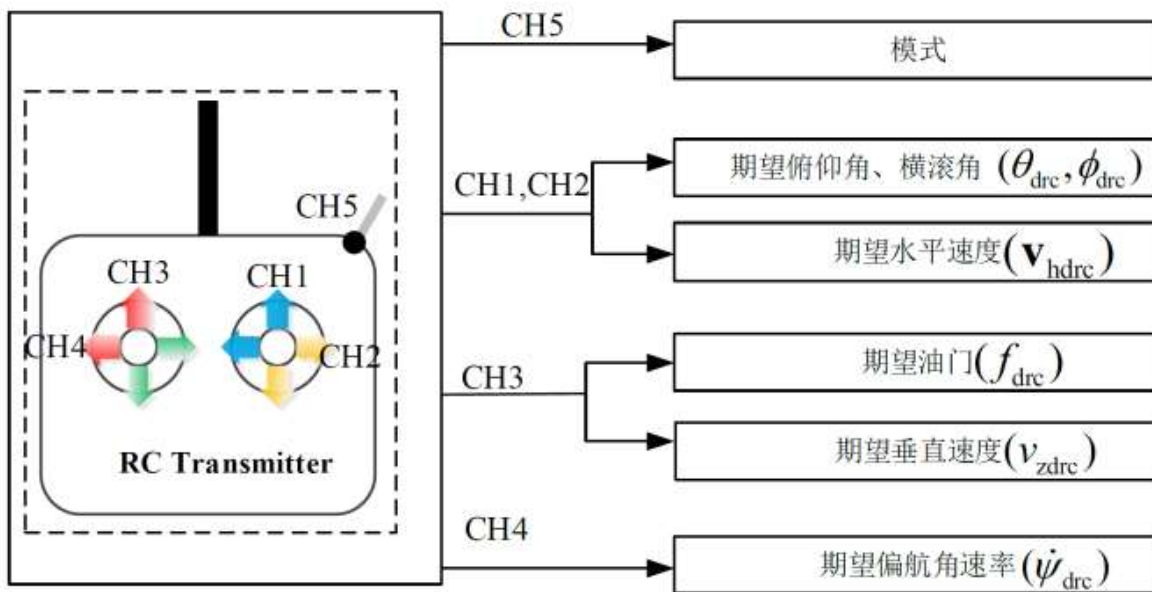 CH5
模式
CH1,CH2
期望俯仰角、横滚角 (θdrc,ϕdrc)
期望水平速度(vhdrc)
CH3
期望油门(fdrc)
期望垂直速度(vzdrc)
CH4
期望偏航角速率(ψ̇drc)
CH5
CH3
CH1
CH4
CH2
RC Transmitter